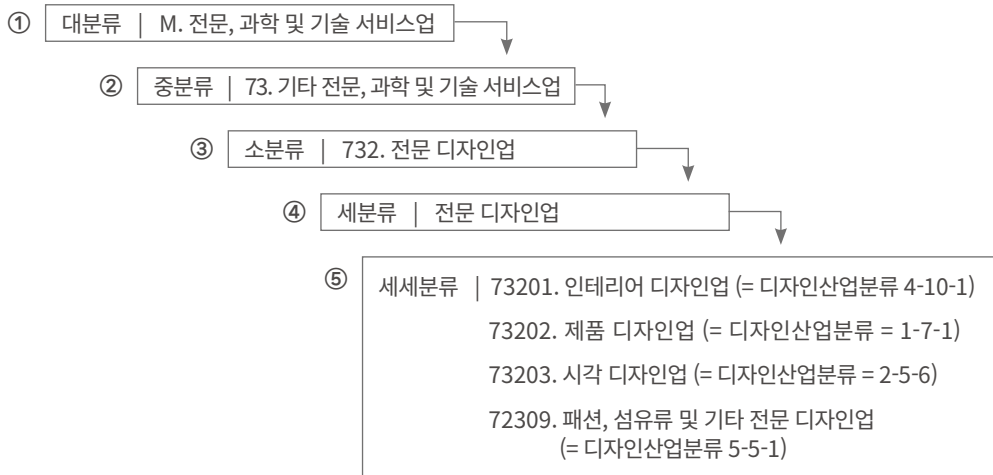 ① 대분류 | M. 전문, 과학 및 기술 서비스업
② 중분류 | 73. 기타 전문, 과학 및 기술 서비스업
③ 소분류 | 732. 전문 디자인업
④ 세분류 | 전문 디자인업
⑤ 세세분류 | 73201. 인테리어 디자인업 (= 디자인산업분류 4-10-1)
73202. 제품 디자인업 (= 디자인산업분류 = 1-7-1)
73203. 시각 디자인업 (= 디자인산업분류 = 2-5-6)
72309. 패션, 섬유류 및 기타 전문 디자인업
(= 디자인산업분류 5-5-1)